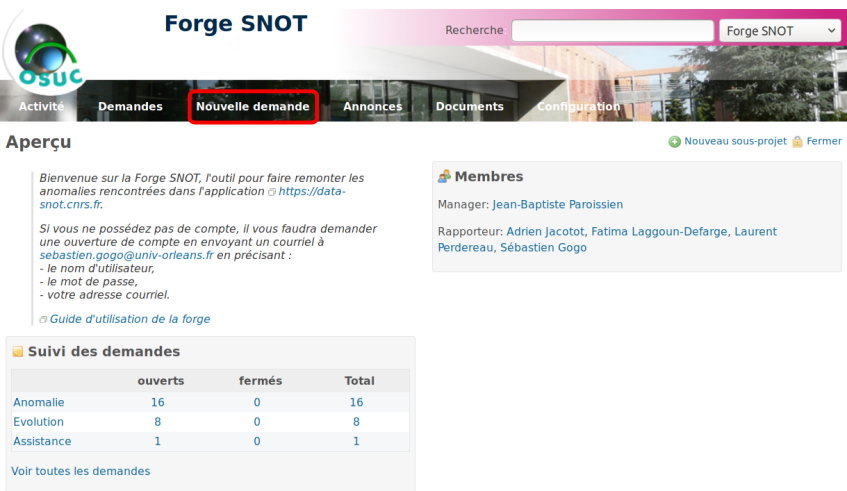 Forge SNOT
Recherche
Forge SNOT
OSUC
Activité Demandes Nouvelle demande Annonces Documents Configuration
Aperçu
Nouveau sous-projet Fermer
Bienvenue sur la Forge SNOT, l'outil pour faire remonter les
anomalies rencontrées dans l'application https://data-
snot.cnrs.fr.
Si vous ne possédez pas de compte, il vous faudra demander
une ouverture de compte en envoyant un courriel à
sebastien.gogo@univ-orleans.fr en précisant :
- le nom d'utilisateur,
- le mot de passe,
- votre adresse courriel.
Guide d'utilisation de la forge
Membres
Manager: Jean-Baptiste Paroissien
Rapporteur: Adrien Jacotot, Fatima Laggoun-Defarge, Laurent
Perdereau, Sébastien Gogo
Suivi des demandes
ouverts fermés Total
Anomalie 16 0 16
Evolution 8 0 8
Assistance 1 0 1
Voir toutes les demandes